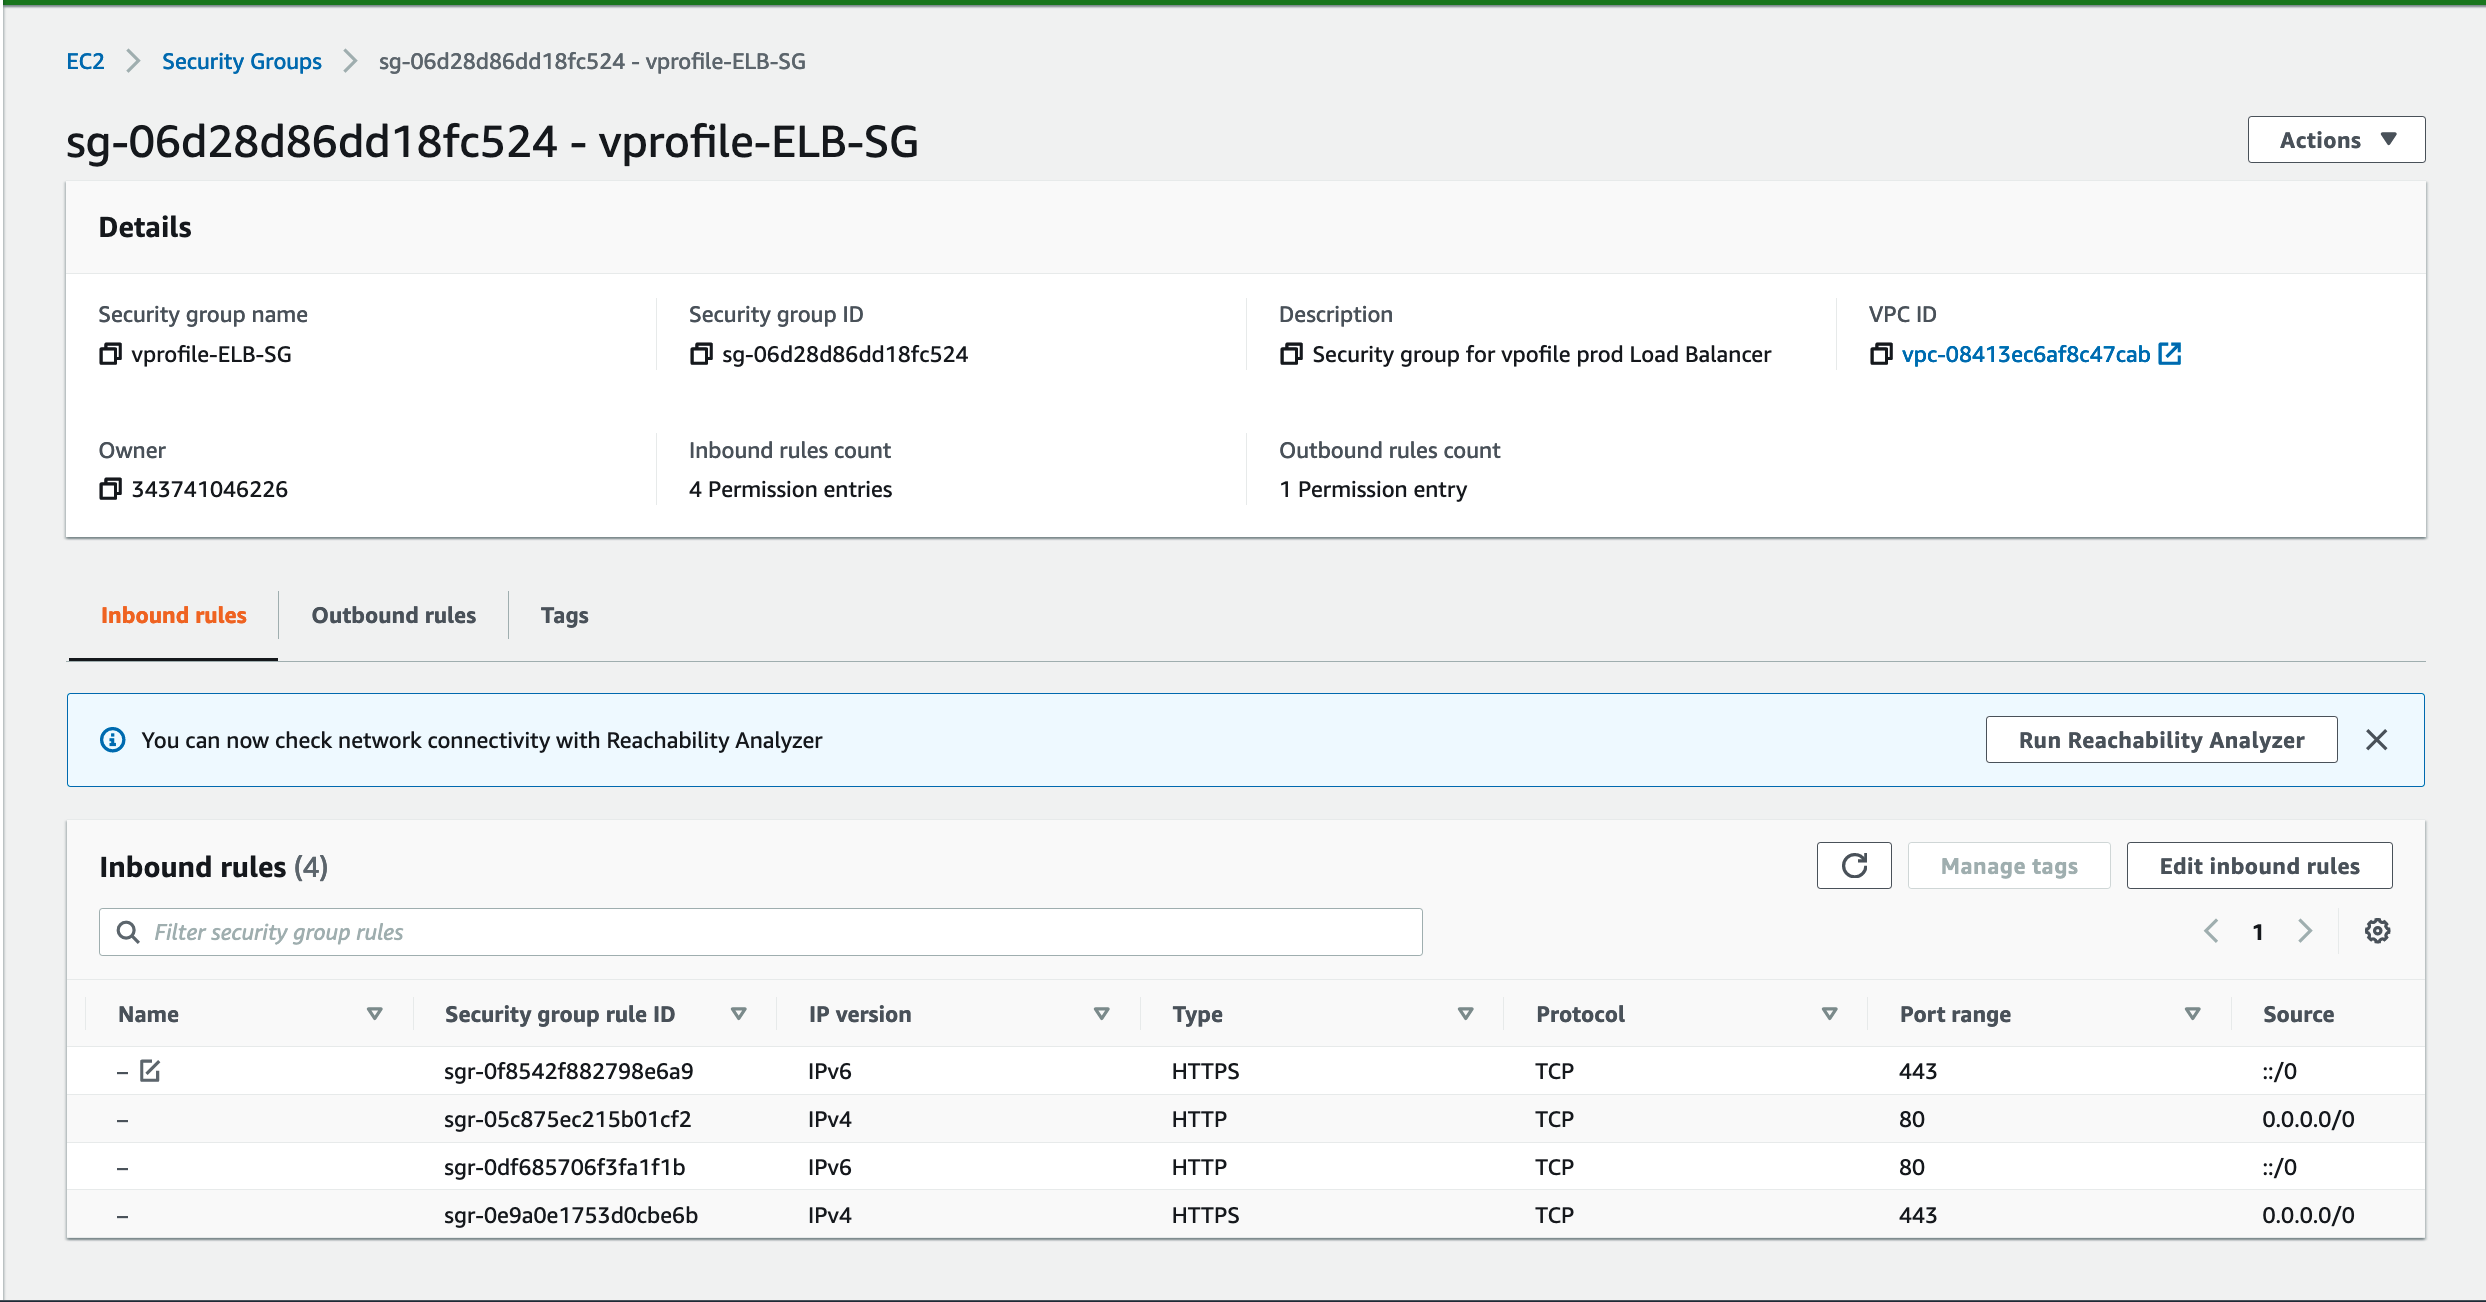 EC2 > Security Groups > sg-06d28d86dd18fc524 - vprofile-ELB-SG
sg-06d28d86dd18fc524 - vprofile-ELB-SG
Actions
Details
Security group name Security group ID Description VPC ID
vprofile-ELB-SG sg-06d28d86dd18fc524 Security group for vpofile prod Load Balancer vpc-08413ec6af8c47cab
Owner Inbound rules count Outbound rules count
343741046226 4 Permission entries 1 Permission entry
Inbound rules Outbound rules Tags
You can now check network connectivity with Reachability Analyzer Run Reachability Analyzer
Inbound rules (4) Manage tags Edit inbound rules
Filter security group rules 1
Name Security group rule ID IP version Type Protocol Port range Source
– sgr-0f8542f882798e6a9 IPv6 HTTPS TCP 443 ::/0
– sgr-05c875ec215b01cf2 IPv4 HTTP TCP 80 0.0.0.0/0
– sgr-0df685706f3fa1f1b IPv6 HTTP TCP 80 ::/0
– sgr-0e9a0e1753d0cbe6b IPv4 HTTPS TCP 443 0.0.0.0/0